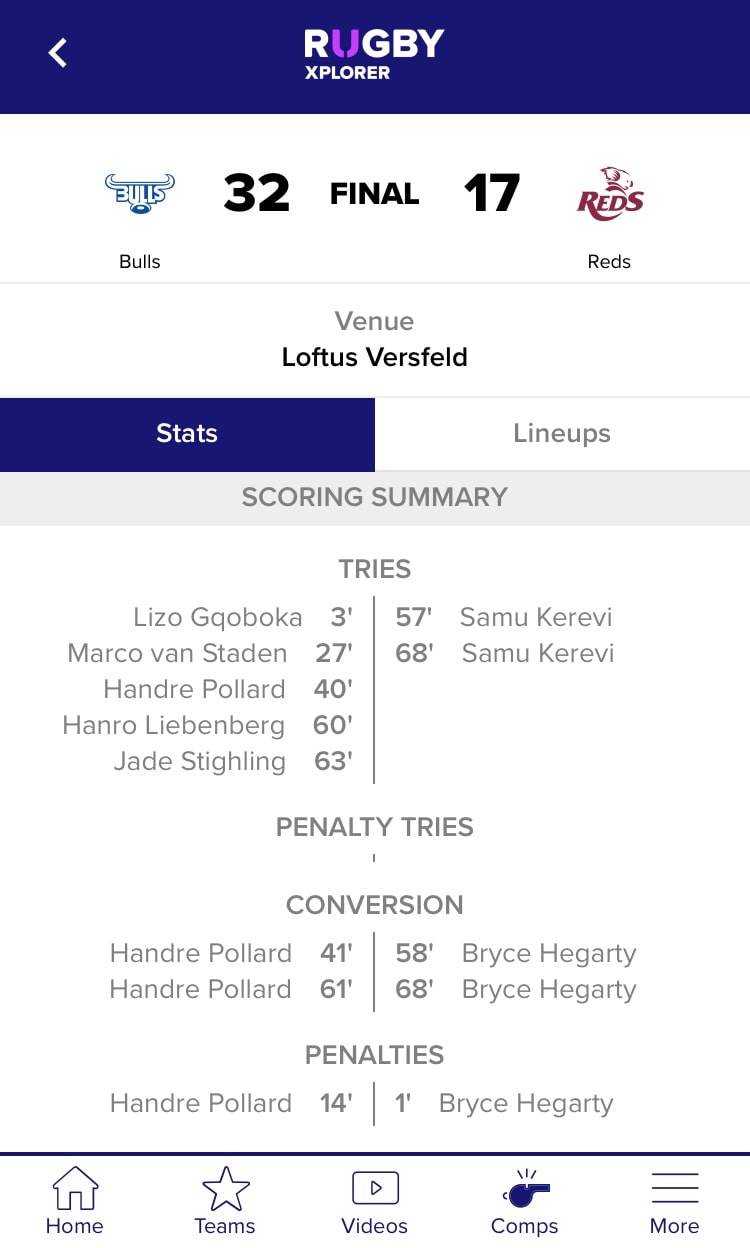 RUGBY
XPLORER
BULLS 32 FINAL 17 REDS
Bulls Reds
Venue
Loftus Versfeld
Stats Lineups
SCORING SUMMARY
TRIES
Lizo Gqoboka 3' 57' Samu Kerevi
Marco van Staden 27' 68' Samu Kerevi
Handre Pollard 40'
Hanro Liebenberg 60'
Jade Stighling 63'
PENALTY TRIES
CONVERSION
Handre Pollard 41' 58' Bryce Hegarty
Handre Pollard 61' 68' Bryce Hegarty
PENALTIES
Handre Pollard 14' 1' Bryce Hegarty
Home Teams Videos Comps More